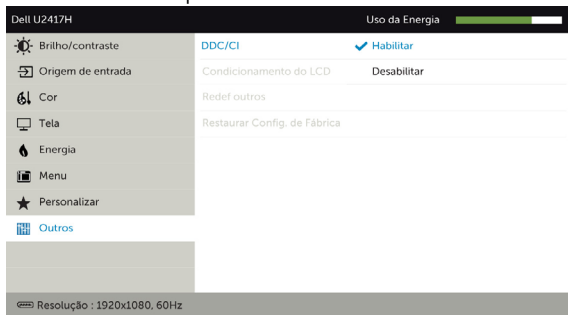 Dell U2417H
Uso da Energia
Brilho/contraste
DDC/CI
Habilitar
Origem de entrada
Condicionamento do LCD
Desabilitar
Cor
Redef outros
Tela
Restaurar Config. de Fábrica
Energia
Menu
Personalizar
Outros
Resolução : 1920x1080, 60Hz